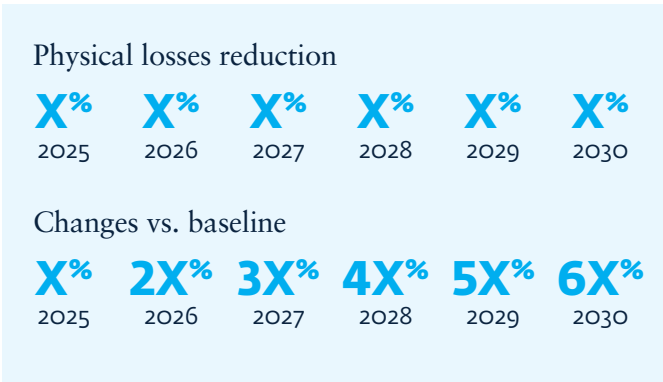 Physical losses reduction
X% X% X% X% X% X%
2025 2026 2027 2028 2029 2030
Changes vs. baseline
X% 2X% 3X% 4X% 5X% 6X%
2025 2026 2027 2028 2029 2030